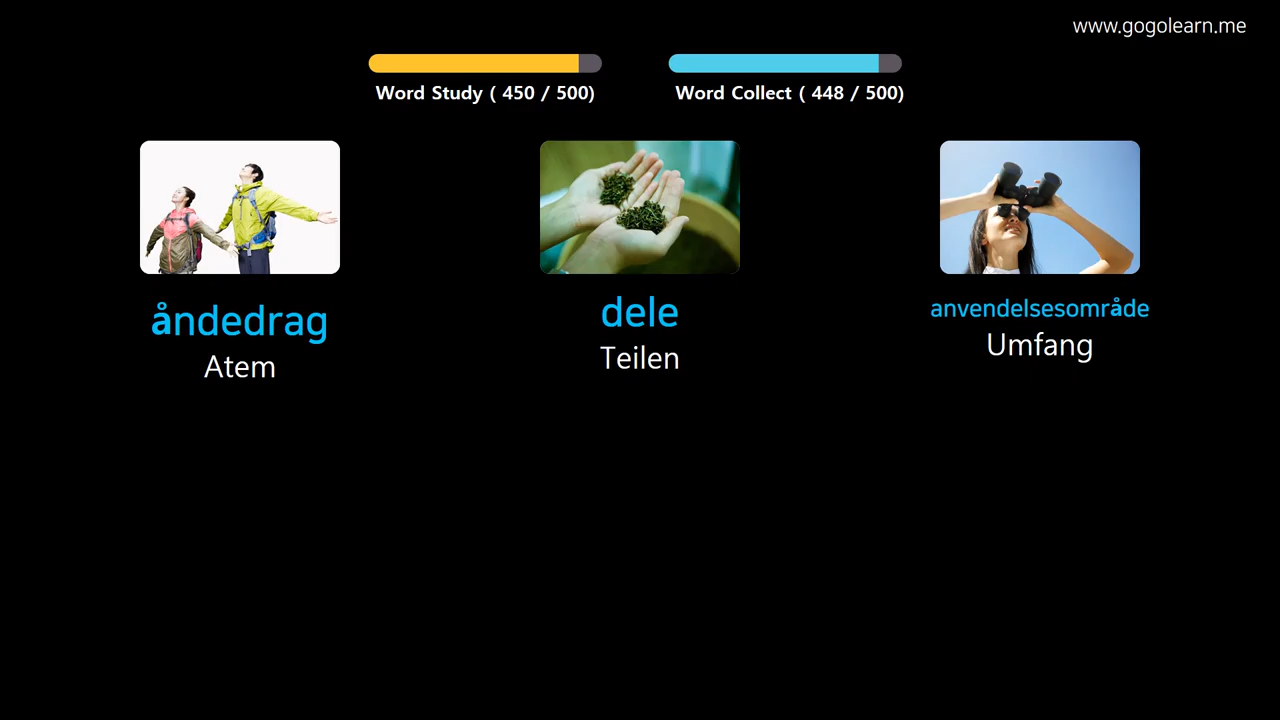 www.gogolearn.me
Word Study ( 450 / 500)
Word Collect ( 448 / 500)
åndedrag
Atem
dele
Teilen
anvendelsesområde
Umfang